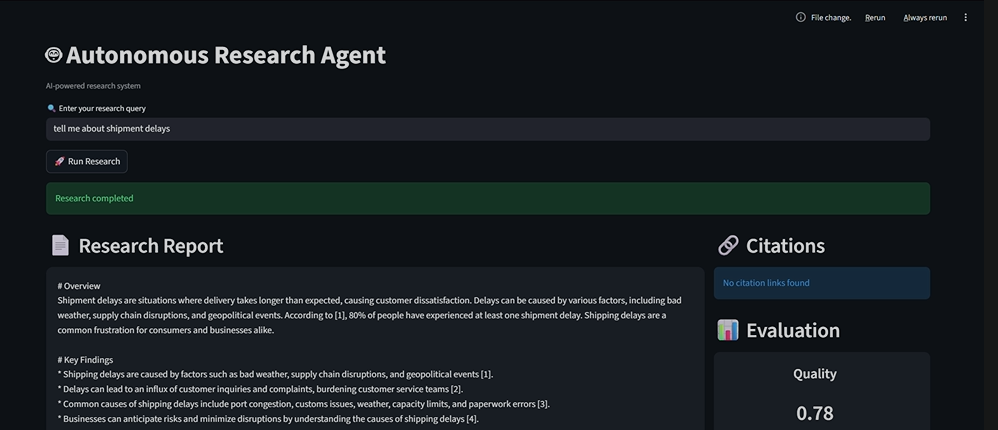 File change.
Rerun
Always rerun
Autonomous Research Agent
AI-powered research system
Enter your research query
tell me about shipment delays
Run Research
Research completed
Research Report
# Overview
Shipment delays are situations where delivery takes longer than expected, causing customer dissatisfaction. Delays can be caused by various factors, including bad
weather, supply chain disruptions, and geopolitical events. According to [1], 80% of people have experienced at least one shipment delay. Shipping delays are a
common frustration for consumers and businesses alike.
# Key Findings
* Shipping delays are caused by factors such as bad weather, supply chain disruptions, and geopolitical events [1].
* Delays can lead to an influx of customer inquiries and complaints, burdening customer service teams [2].
* Common causes of shipping delays include port congestion, customs issues, weather, capacity limits, and paperwork errors [3].
* Businesses can anticipate risks and minimize disruptions by understanding the causes of shipping delays [4].
Citations
No citation links found
Evaluation
Quality
0.78